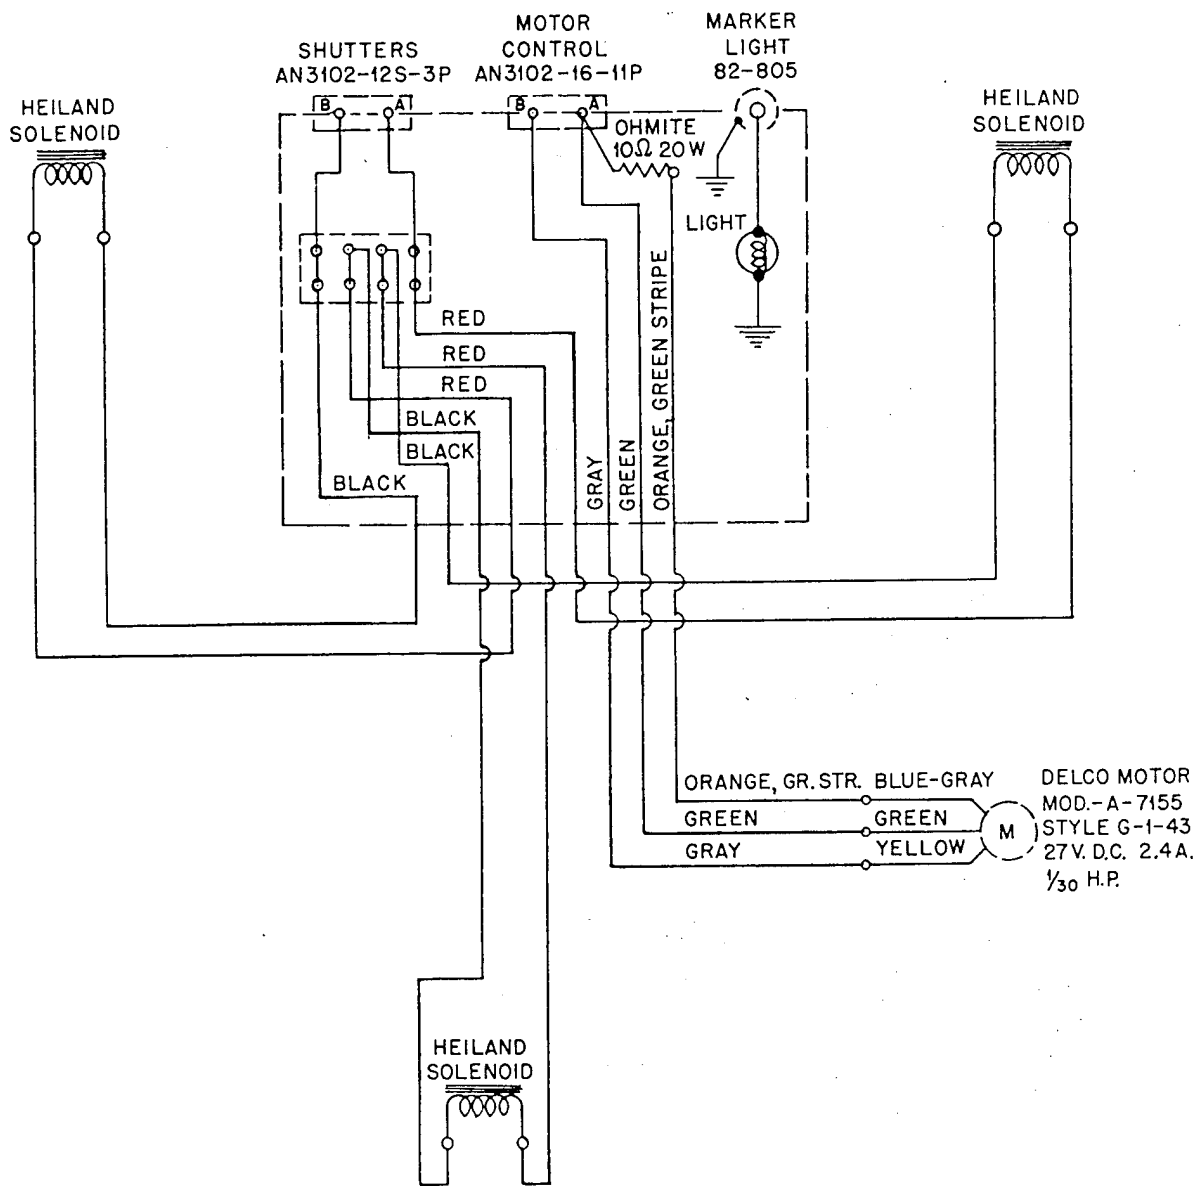 MOTOR
CONTROL
AN3102-16-11P
MARKER
LIGHT
82-805
SHUTTERS
AN3102-12S-3P
HEILAND
SOLENOID
HEILAND
SOLENOID
B
A
B
A
OHMITE
10Ω 20W
LIGHT
RED
RED
RED
BLACK
BLACK
BLACK
GRAY
GREEN
ORANGE, GREEN STRIPE
ORANGE, GR. STR. BLUE-GRAY
GREEN GREEN
GRAY YELLOW
M
DELCO MOTOR
MOD.-A-7155
STYLE G-1-43
27V. D.C. 2.4A.
1/30 H.P.
HEILAND
SOLENOID